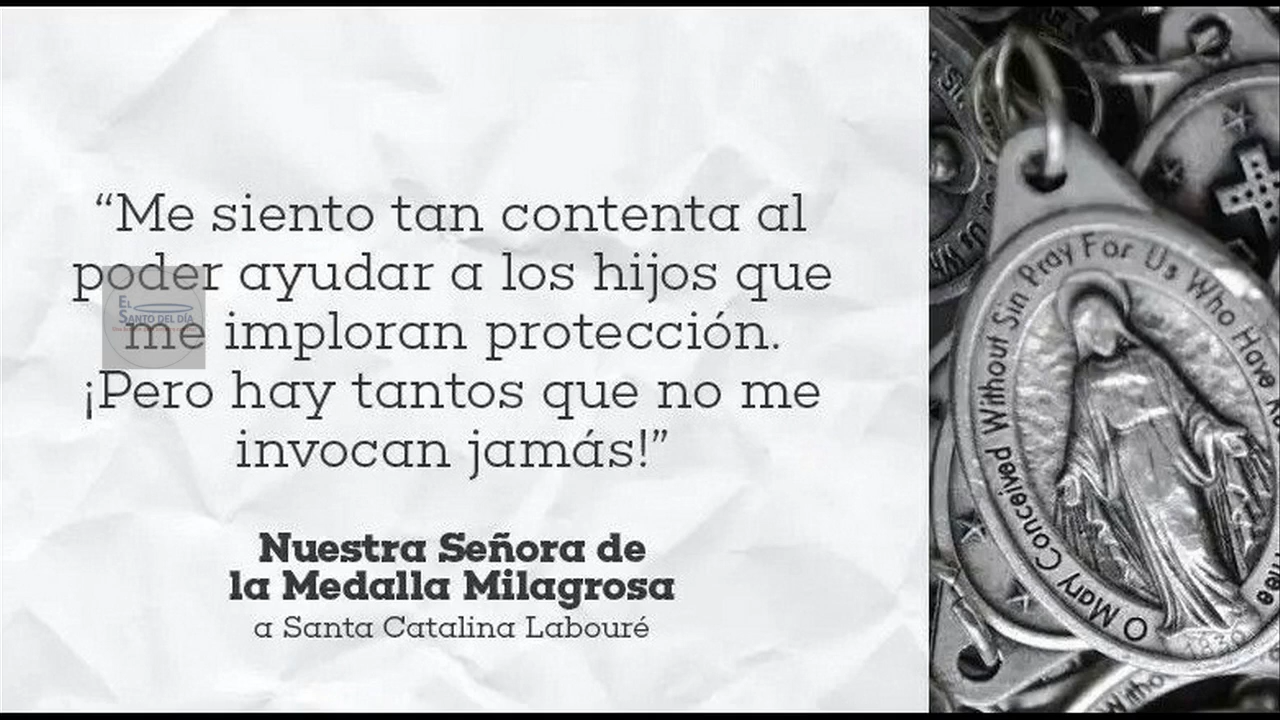 “Me siento tan contenta al
poder ayudar a los hijos que
me imploran protección.
¡Pero hay tantos que no me
invocan jamás!”
Nuestra Señora de
la Medalla Milagrosa
a Santa Catalina Labouré
EL
SANTO DEL DÍA
O Mary Conceived Without Sin Pray For Us Who Have
1830
Without